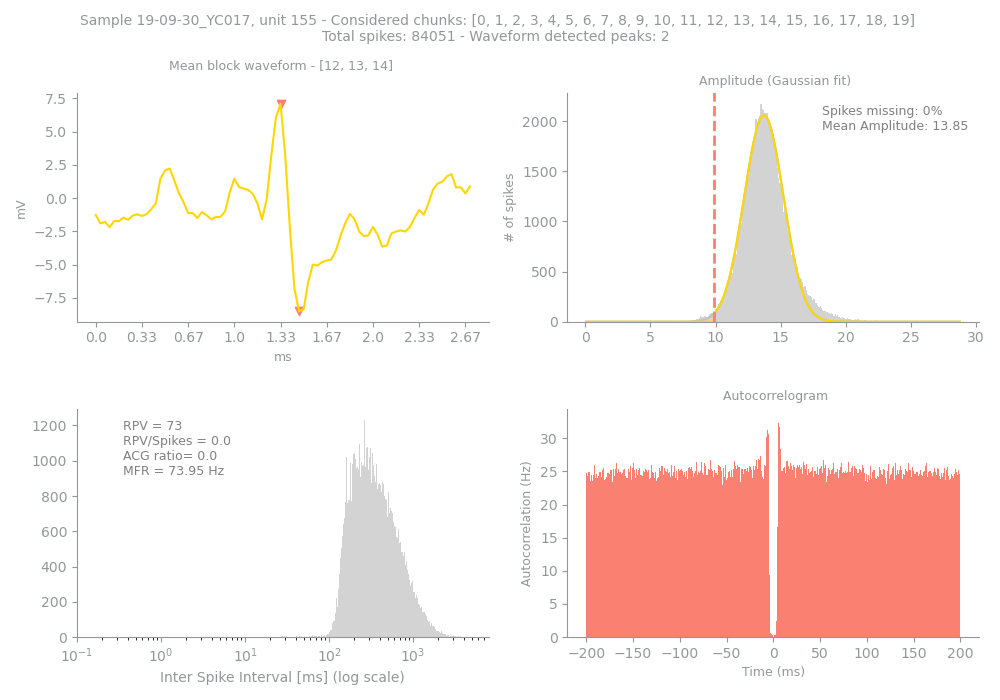 Sample 19-09-30_YC017, unit 155 - Considered chunks: [0, 1, 2, 3, 4, 5, 6, 7, 8, 9, 10, 11, 12, 13, 14, 15, 16, 17, 18, 19]
Total spikes: 84051 - Waveform detected peaks: 2
Mean block waveform - [12, 13, 14]
7.5
5.0
2.5
0.0
−2.5
−5.0
−7.5
mV
0.0 0.33 0.67 1.0 1.33 1.67 2.0 2.33 2.67
ms
Amplitude (Gaussian fit)
Spikes missing: 0%
Mean Amplitude: 13.85
2000
1500
1000
500
0
# of spikes
0 5 10 15 20 25 30
RPV = 73
RPV/Spikes = 0.0
ACG ratio= 0.0
MFR = 73.95 Hz
1200
1000
800
600
400
200
0
10⁻¹ 10⁰ 10¹ 10² 10³
Inter Spike Interval [ms] (log scale)
Autocorrelogram
30
25
20
15
10
5
0
Autocorrelation (Hz)
−200 −150 −100 −50 0 50 100 150 200
Time (ms)